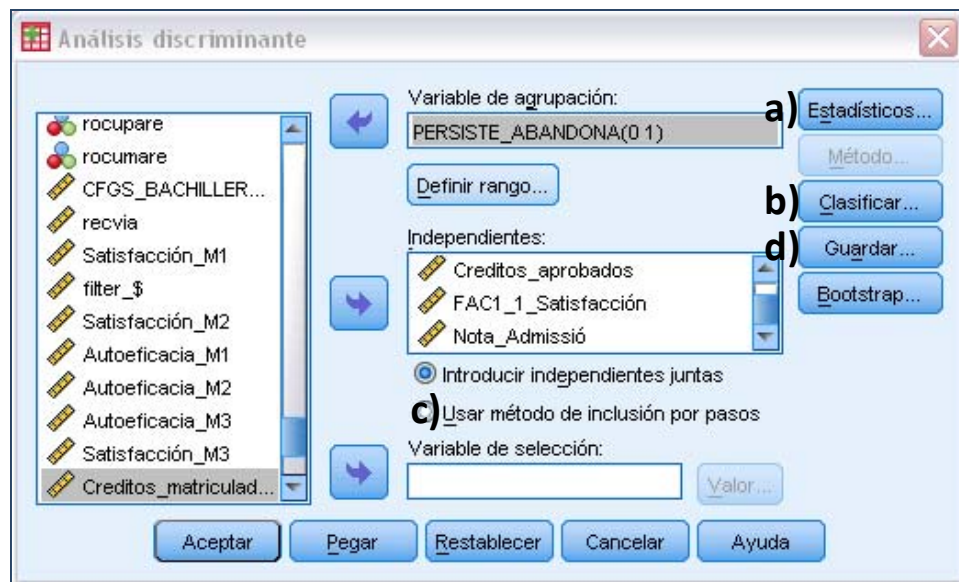 Análisis discriminante
rocupare
rocumare
CFGS_BACHILLER...
recvia
Satisfacción_M1
filter_$
Satisfacción_M2
Autoeficacia_M1
Autoeficacia_M2
Autoeficacia_M3
Satisfacción_M3
Creditos_matriculad...
Variable de agrupación:
PERSISTE_ABANDONA(0 1)
Definir rango...
Independientes:
Creditos_aprobados
FAC1_1_Satisfacción
Nota_Admissió
Introducir independientes juntas
c) Usar método de inclusión por pasos
Variable de selección:
Valor...
a) Estadísticos...
Método...
b) Clasificar...
d) Guardar...
Bootstrap...
Aceptar
Pegar
Restablecer
Cancelar
Ayuda